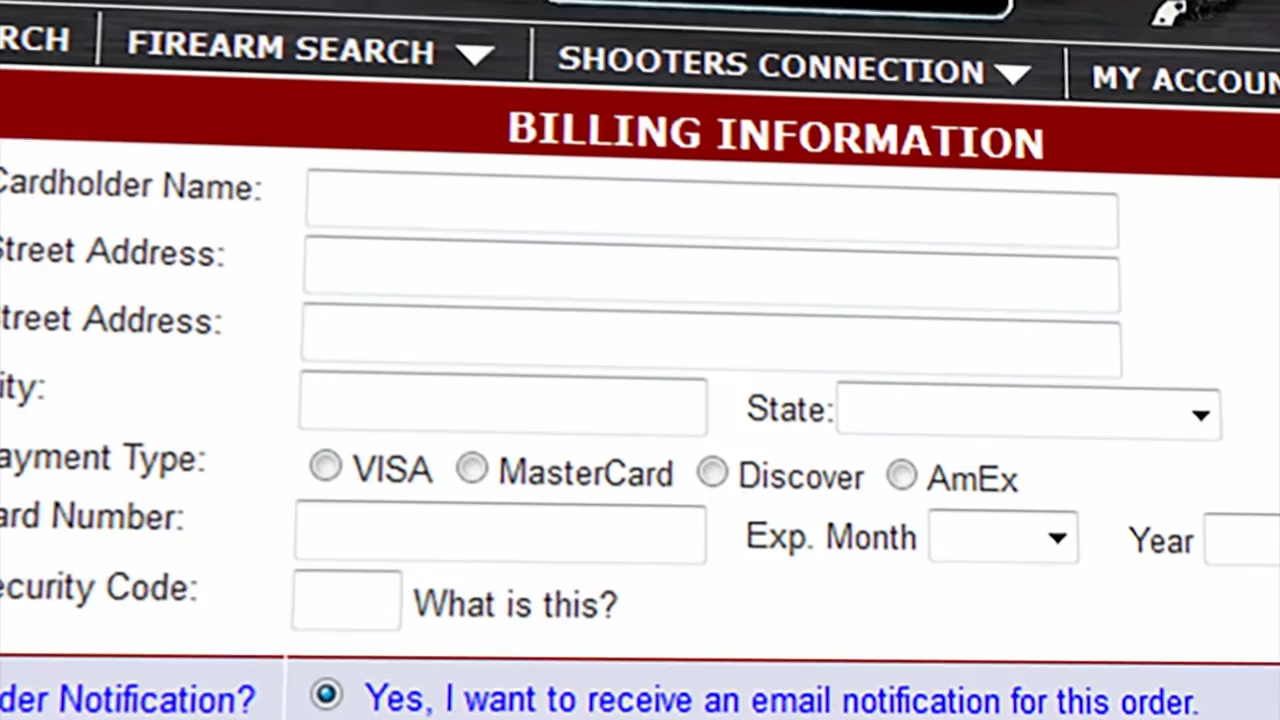 RCH FIREARM SEARCH SHOOTERS CONNECTION MY ACCOUN
BILLING INFORMATION
Cardholder Name:
Street Address:
treet Address:
ity: State:
ayment Type: VISA MasterCard Discover AmEx
ard Number: Exp. Month Year
ecurity Code: What is this?
der Notification? Yes, I want to receive an email notification for this order.